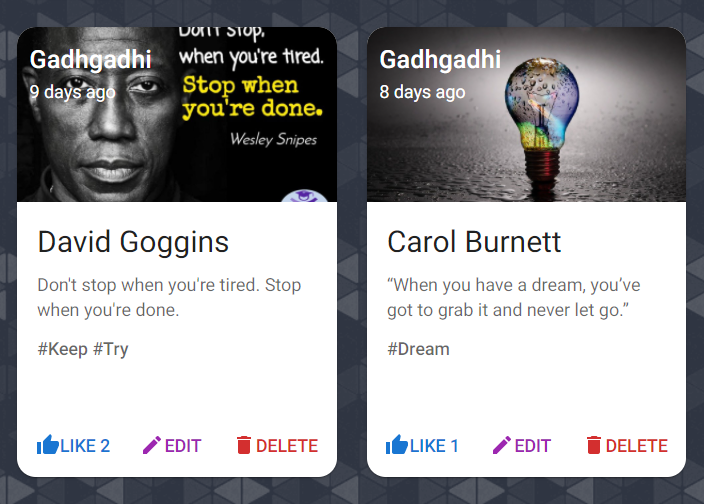 Don't stop,
Gadhgadhi
when you're tired.
9 days ago
Stop when
you're done.
Wesley Snipes
David Goggins
Don't stop when you're tired. Stop
when you're done.
#Keep #Try
LIKE 2 EDIT DELETE
Gadhgadhi
8 days ago
Carol Burnett
“When you have a dream, you’ve
got to grab it and never let go.”
#Dream
LIKE 1 EDIT DELETE